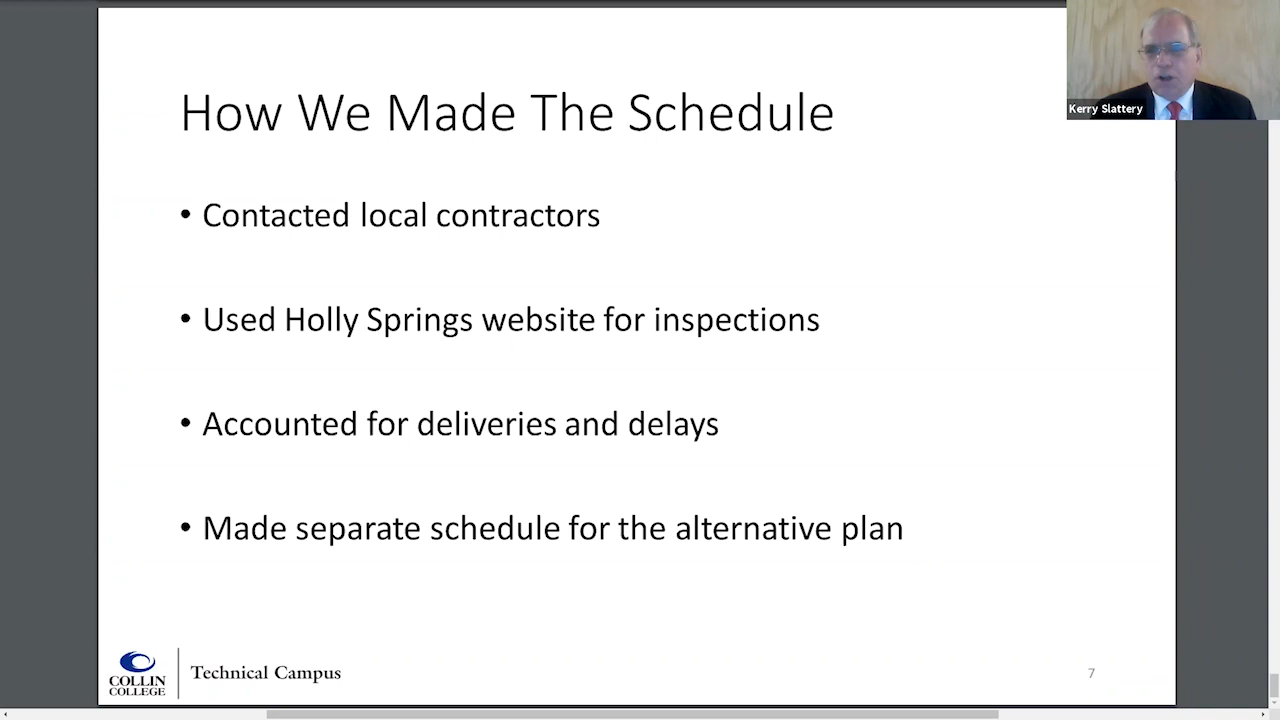 How We Made The Schedule
Kerry Slattery
• Contacted local contractors
• Used Holly Springs website for inspections
• Accounted for deliveries and delays
• Made separate schedule for the alternative plan
COLLIN
COLLEGE
Technical Campus
7